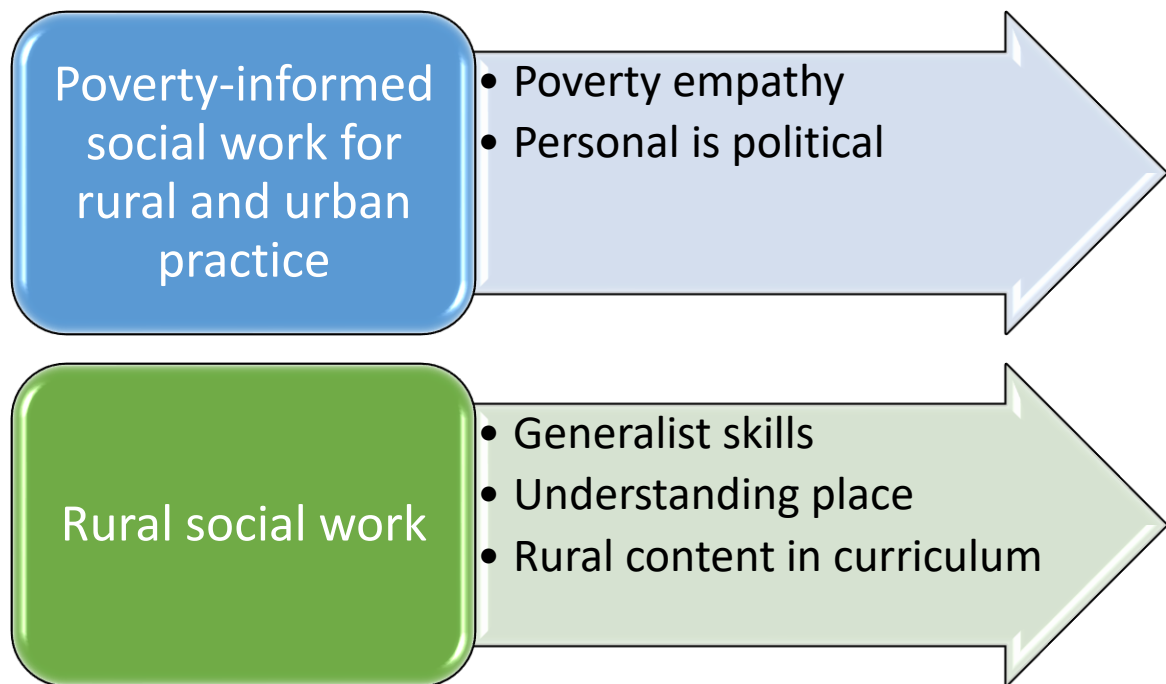 Poverty-informed
social work for
rural and urban
practice
• Poverty empathy
• Personal is political
Rural social work
• Generalist skills
• Understanding place
• Rural content in curriculum